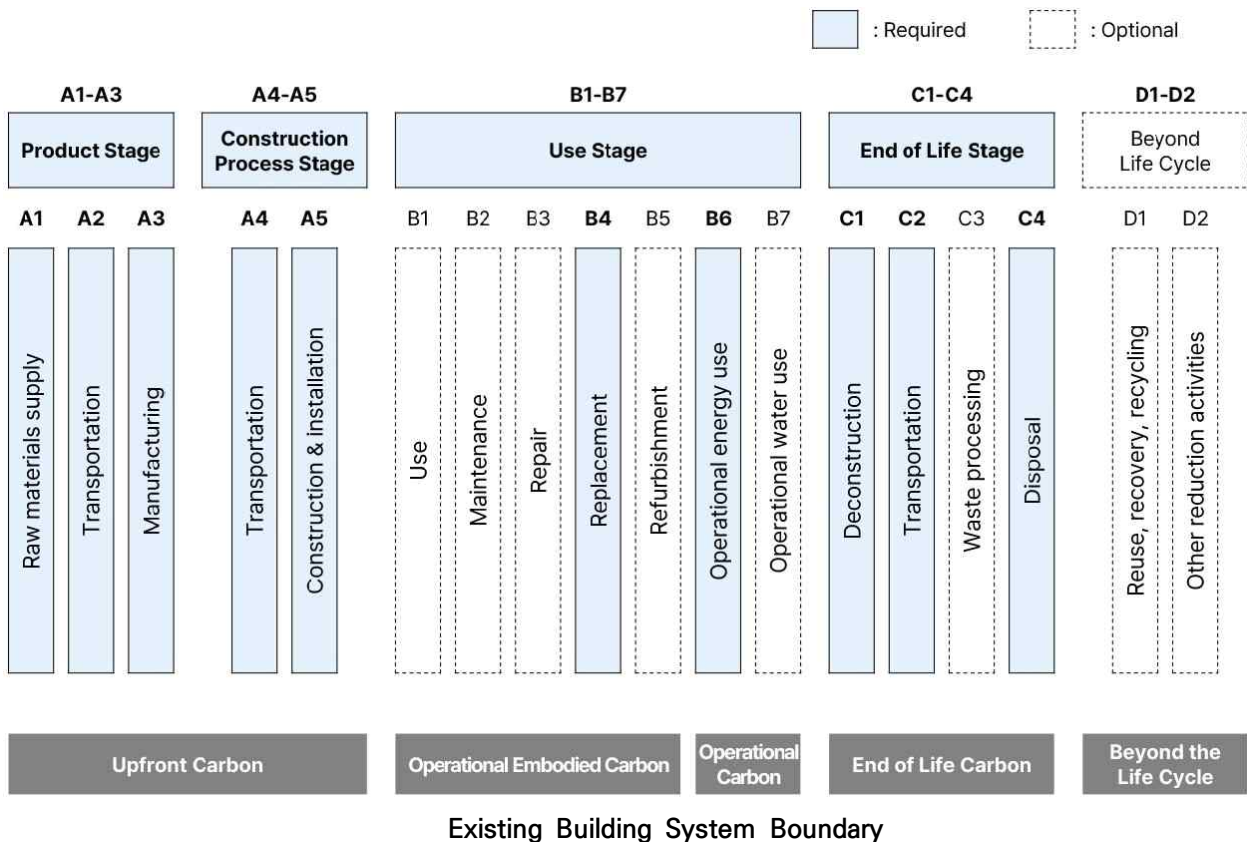 : Required
: Optional
A1-A3
A4-A5
B1-B7
C1-C4
D1-D2
Product Stage
Construction
Process Stage
Use Stage
End of Life Stage
Beyond
Life Cycle
A1
A2
A3
A4
A5
B1
B2
B3
B4
B5
B6
B7
C1
C2
C3
C4
D1
D2
Raw materials supply
Transportation
Manufacturing
Transportation
Construction & installation
Use
Maintenance
Repair
Replacement
Refurbishment
Operational energy use
Operational water use
Deconstruction
Transportation
Waste processing
Disposal
Reuse, recovery, recycling
Other reduction activities
Upfront Carbon
Operational Embodied Carbon
Operational
Carbon
End of Life Carbon
Beyond the
Life Cycle
Existing Building System Boundary